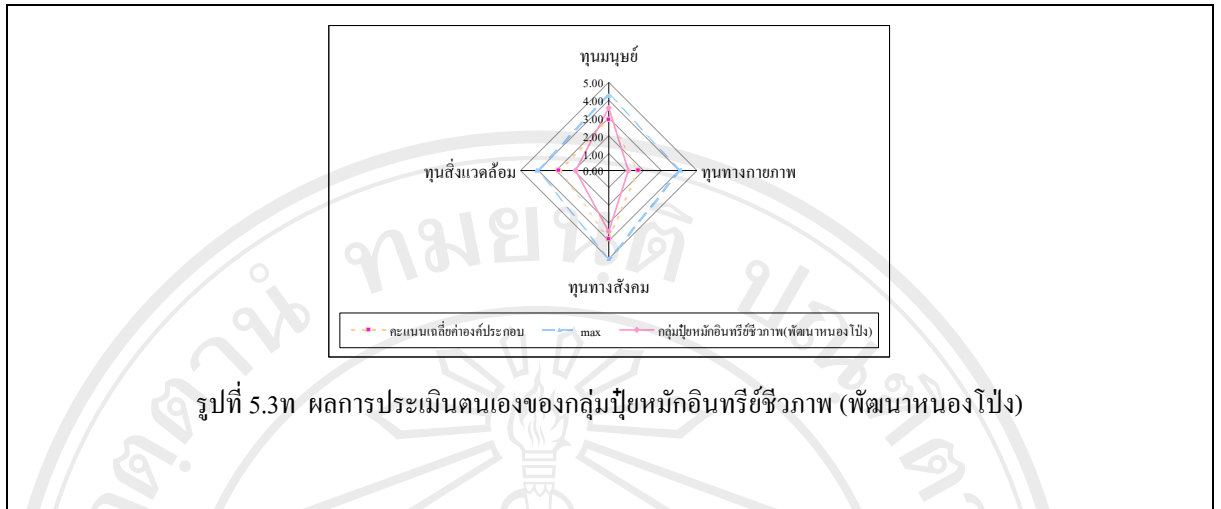 ทุนมนุษย์
5.00
4.00
3.00
2.00
1.00
0.00
ทุนสิ่งแวดล้อม
ทุนทางกายภาพ
ทุนทางสังคม
คะแนนเฉลี่ยค่าองค์ประกอบ max กลุ่มปุ๋ยหมักอินทรีย์ชีวภาพ(พัฒนาหนองโป่ง)
รูปที่ 5.3ท ผลการประเมินตนเองของกลุ่มปุ๋ยหมักอินทรีย์ชีวภาพ (พัฒนาหนองโป่ง)